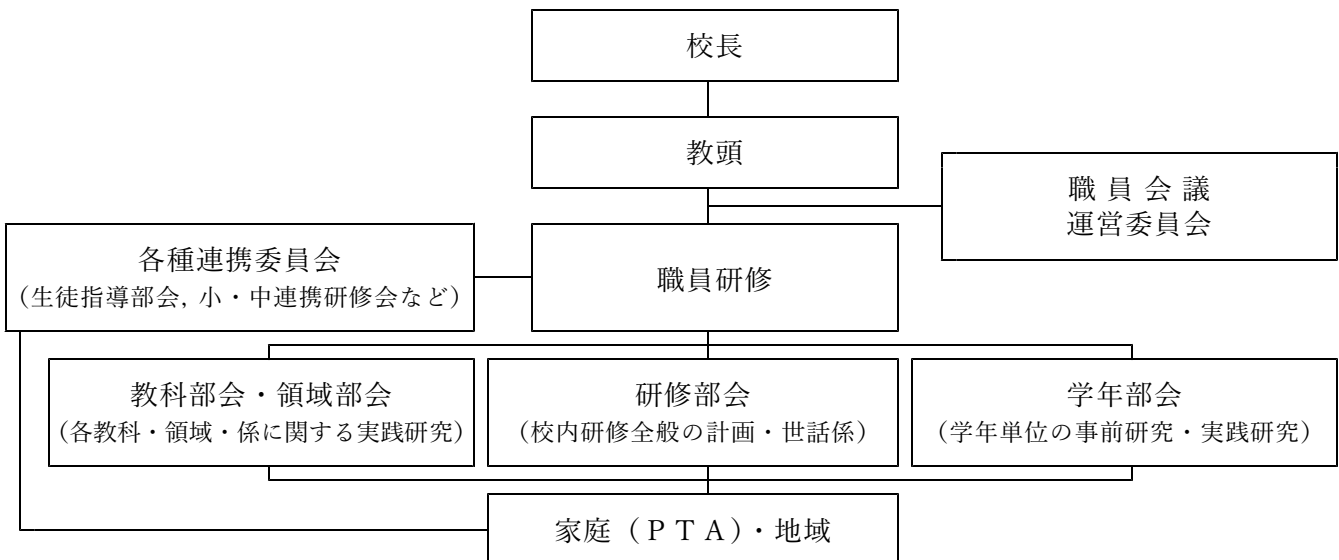 校長
教頭
職 員 会 議
運営委員会
各種連携委員会
（生徒指導部会, 小・中連携研修会など）
職員研修
教科部会・領域部会
（各教科・領域・係に関する実践研究）
研修部会
（校内研修全般の計画・世話係）
学年部会
（学年単位の事前研究・実践研究）
家庭（ＰＴＡ）・地域